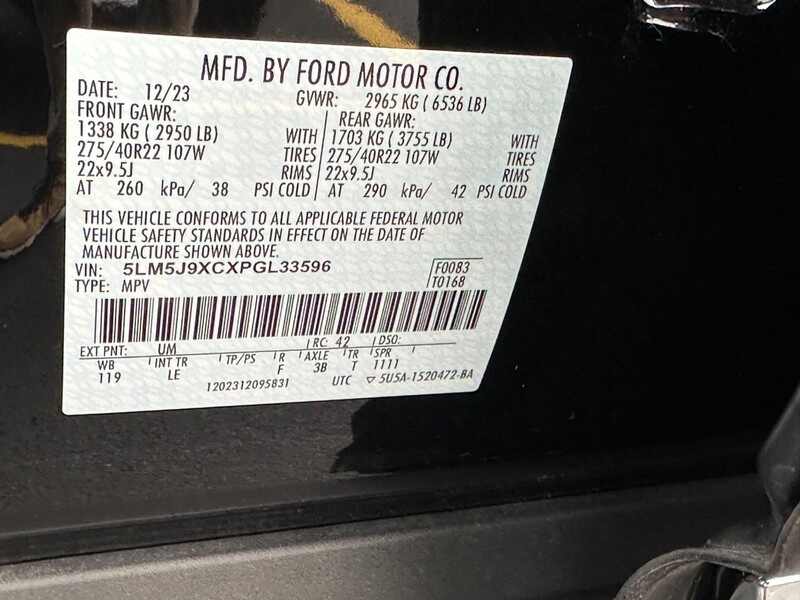 MFD. BY FORD MOTOR CO.
DATE: 12/23 GVWR: 2965 KG ( 6536 LB)
FRONT GAWR: REAR GAWR:
1338 KG ( 2950 LB) WITH 1703 KG ( 3755 LB) WITH
275/40R22 107W TIRES 275/40R22 107W TIRES
22x9.5J RIMS 22x9.5J RIMS
AT 260 kPa/ 38 PSI COLD AT 290 kPa/ 42 PSI COLD
THIS VEHICLE CONFORMS TO ALL APPLICABLE FEDERAL MOTOR
VEHICLE SAFETY STANDARDS IN EFFECT ON THE DATE OF
MANUFACTURE SHOWN ABOVE.
VIN: 5LM5J9XCXPGL33596 F0083
TYPE: MPV T0168
EXT PNT: UM RC: 42 DSO:
WB INT TR TP/PS R AXLE TR SPR
119 LE F 3B T 1111
1202312095831 UTC ▽ 5U5A-1520472-BA